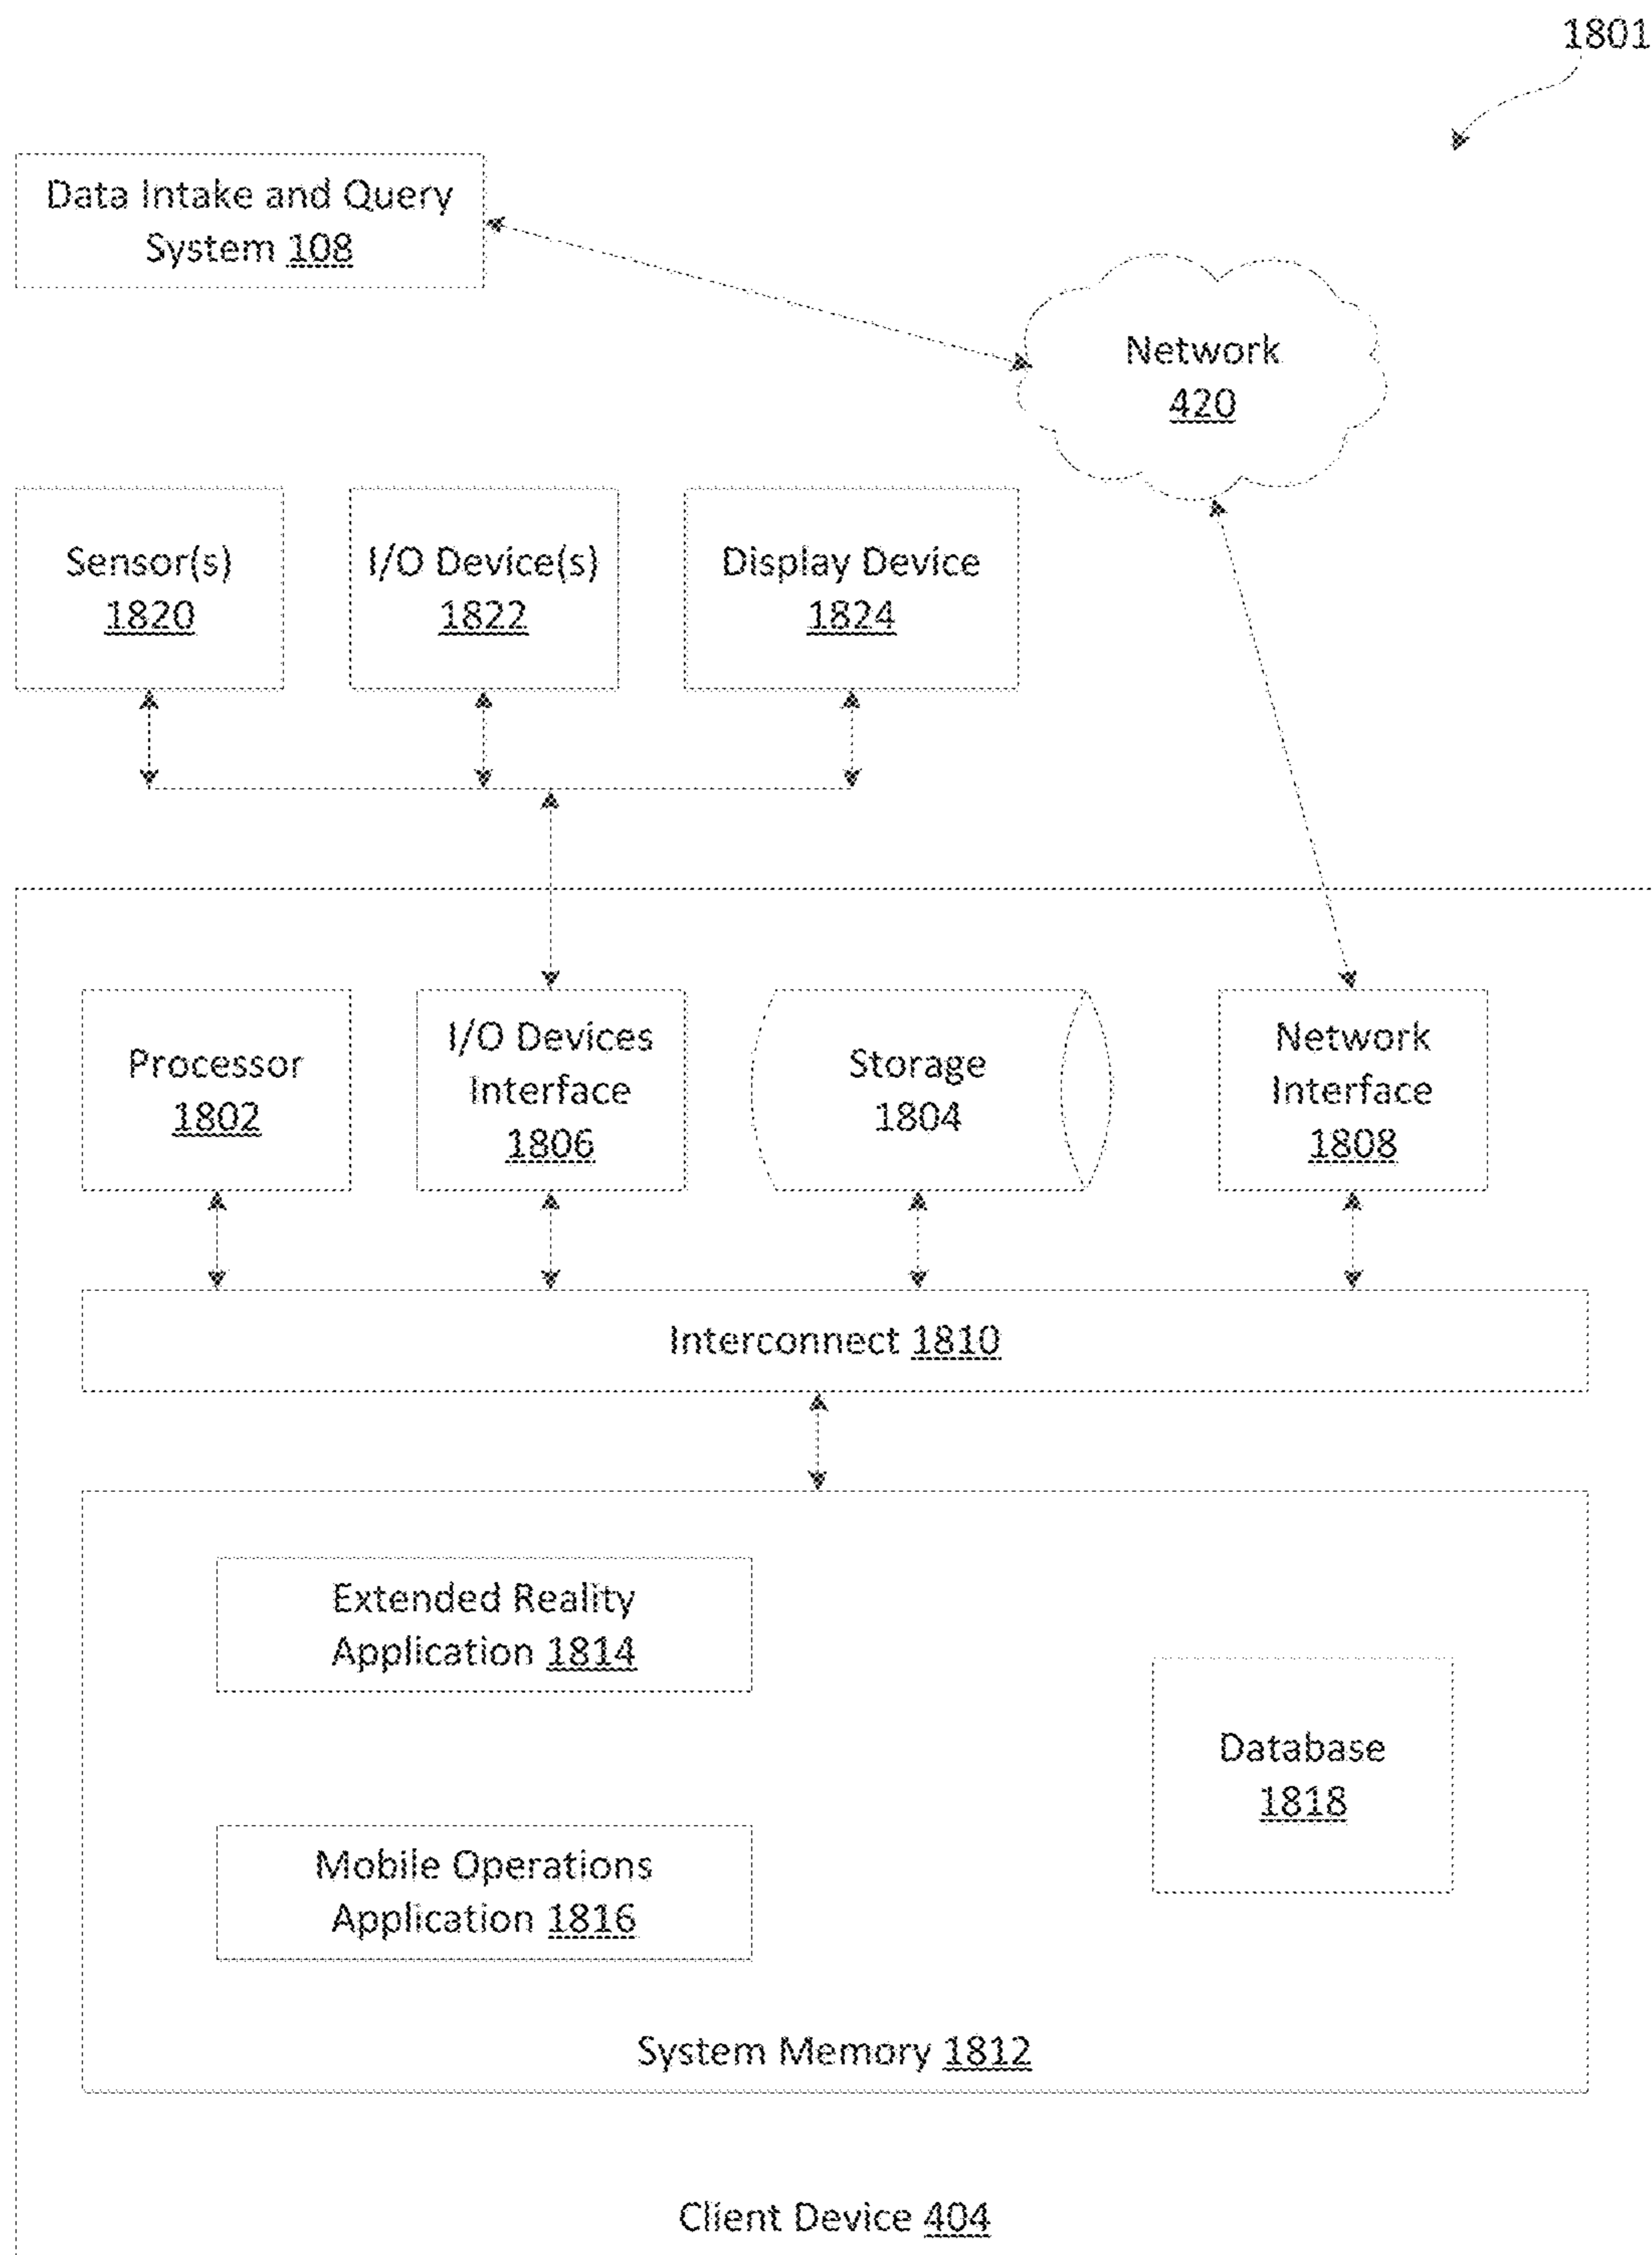 1801
Data Intake and Query
System 108
Network
420
Sensor(s)
1820
I/O Device(s)
1822
Display Device
1824
Processor
1802
I/O Devices
Interface
1806
Storage
1804
Network
Interface
1808
Interconnect 1810
Extended Reality
Application 1814
Database
1818
Mobile Operations
Application 1816
System Memory 1812
Client Device 404